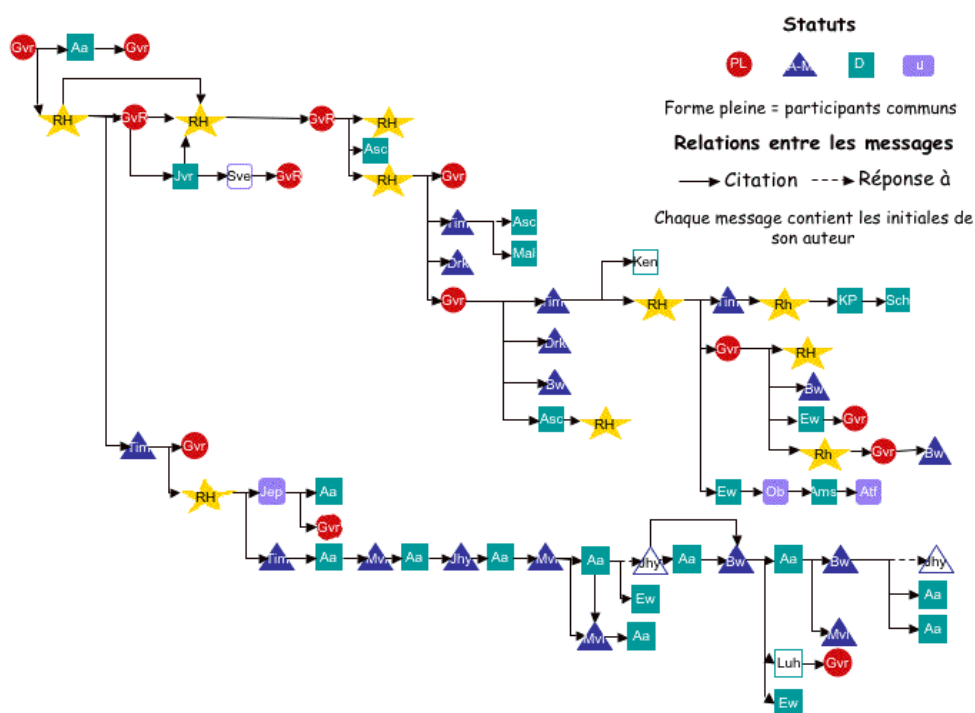 Statuts
PL A-M D u
Forme pleine = participants communs
Relations entre les messages
Citation Réponse à
Chaque message contient les initiales de
son auteur
Gvr Aa Gvr
RH GvR RH GvR RH
Asc
Jvr Sve GvR RH Gvr
Tim Asc
Mal
Drk
Ken
Gvr Tim RH Tim Rh KP Sch
Drk Gvr RH
Bw Bw
Asc RH Ew Gvr
Tim Gvr Rh Gvr Bw
RH Jep Aa Ew Ob Ams Atf
Gvr
Tim Aa Mvl Aa Jhy Aa Mvl Aa Jhy Aa Bw Aa Bw Jhy
Ew Aa
Mvl Aa Mvl Aa
Luh Gvr
Ew